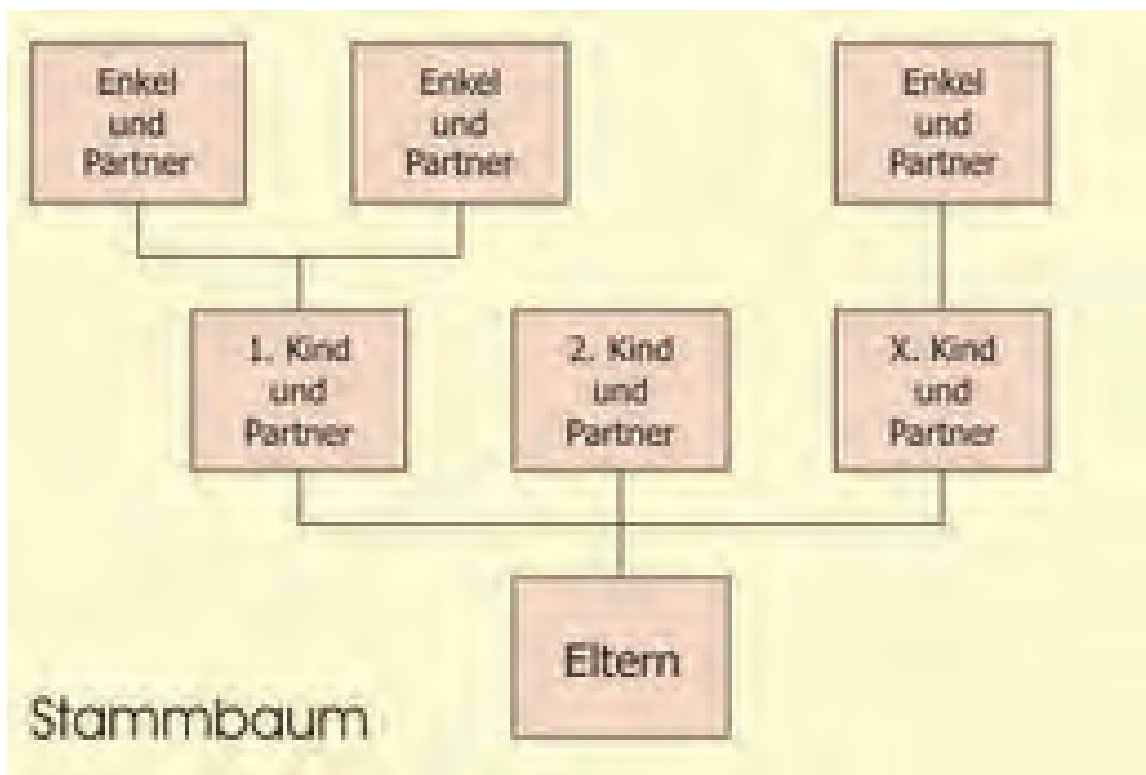 Enkel
und
Partner
Enkel
und
Partner
Enkel
und
Partner
1. Kind
und
Partner
2. Kind
und
Partner
X. Kind
und
Partner
Eltern
Stammbaum